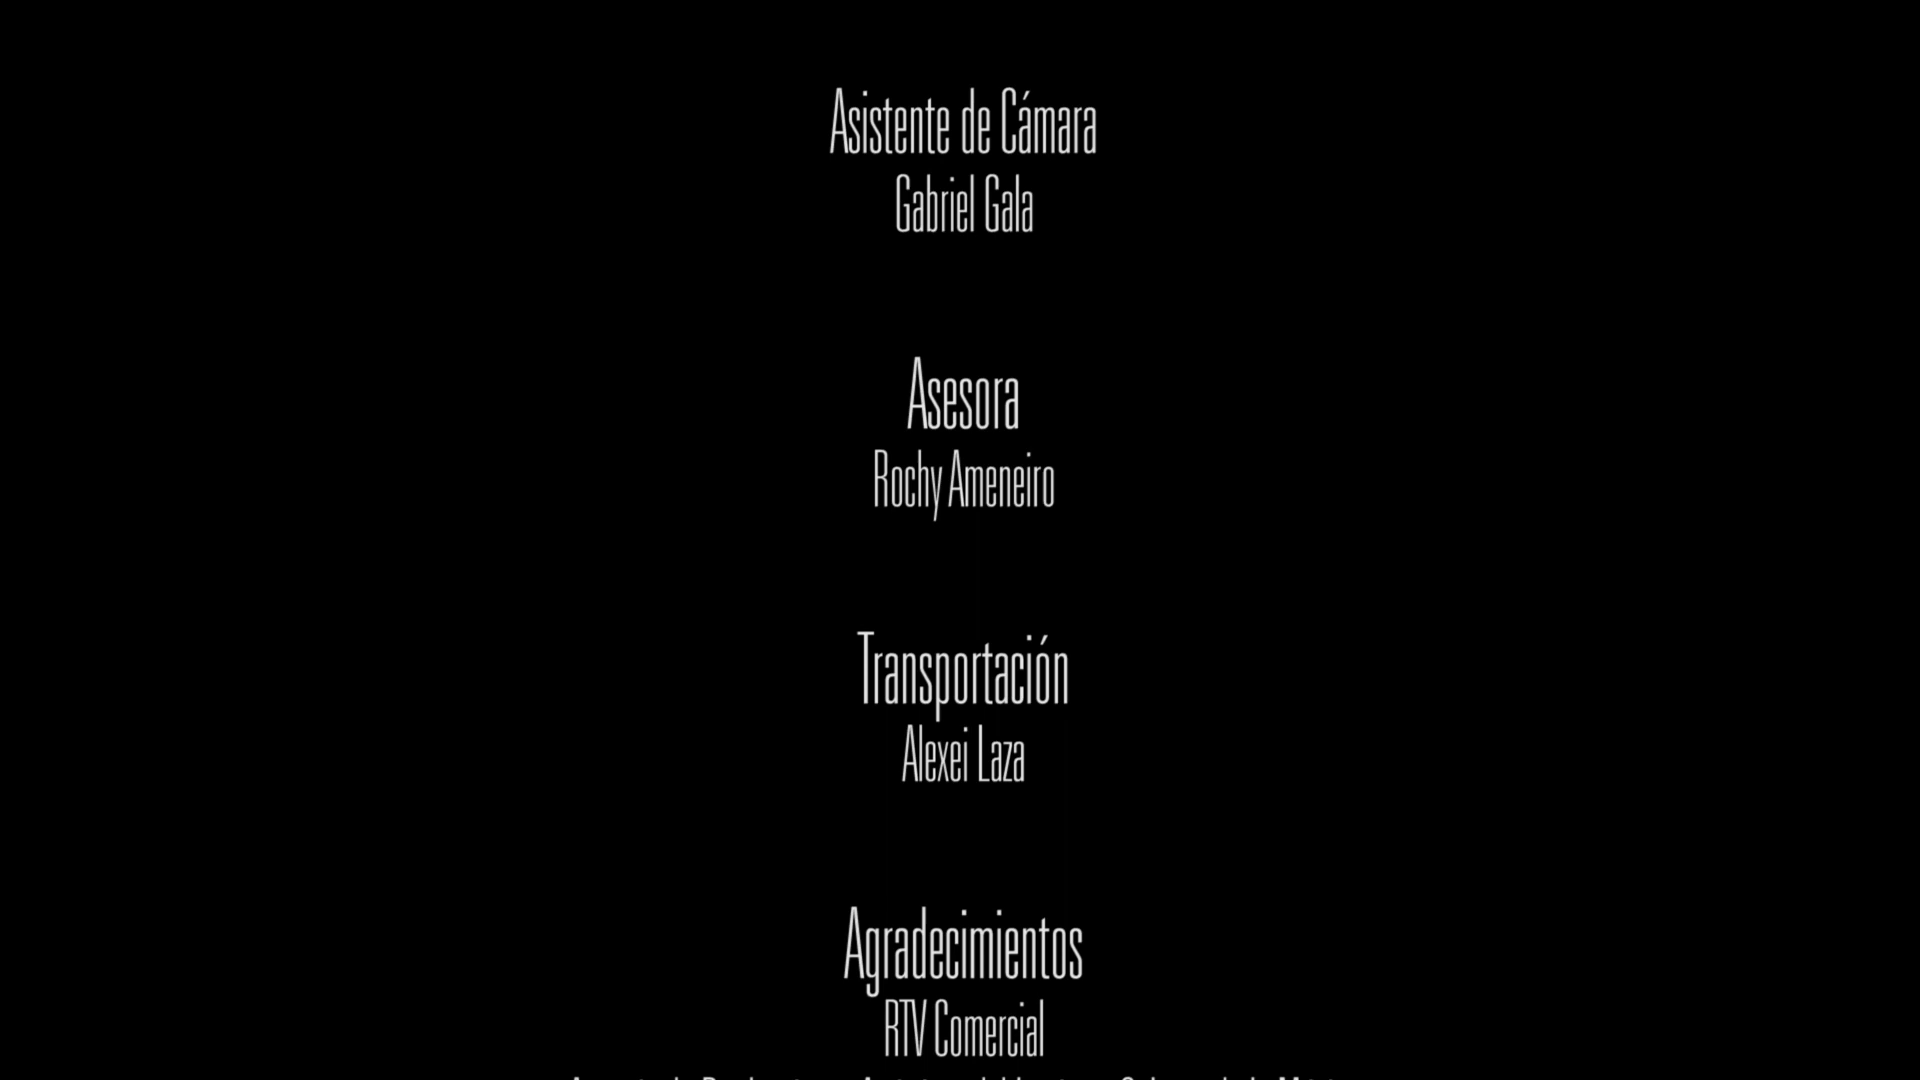 Asistente de Cámara
Gabriel Gala
Asesora
Rochy Ameneiro
Transportación
Alexei Laza
Agradecimientos
RTV Comercial